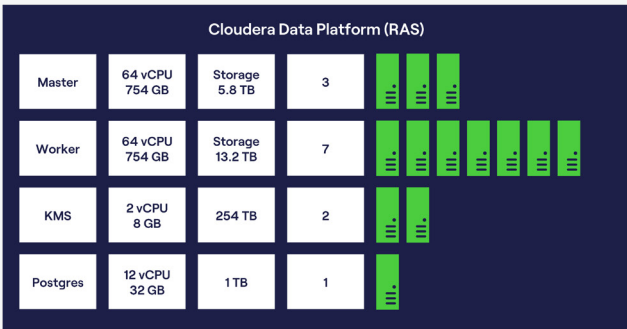 Cloudera Data Platform (RAS)
Master
64 vCPU
754 GB
Storage
5.8 TB
3
Worker
64 vCPU
754 GB
Storage
13.2 TB
7
KMS
2 vCPU
8 GB
254 TB
2
Postgres
12 vCPU
32 GB
1 TB
1